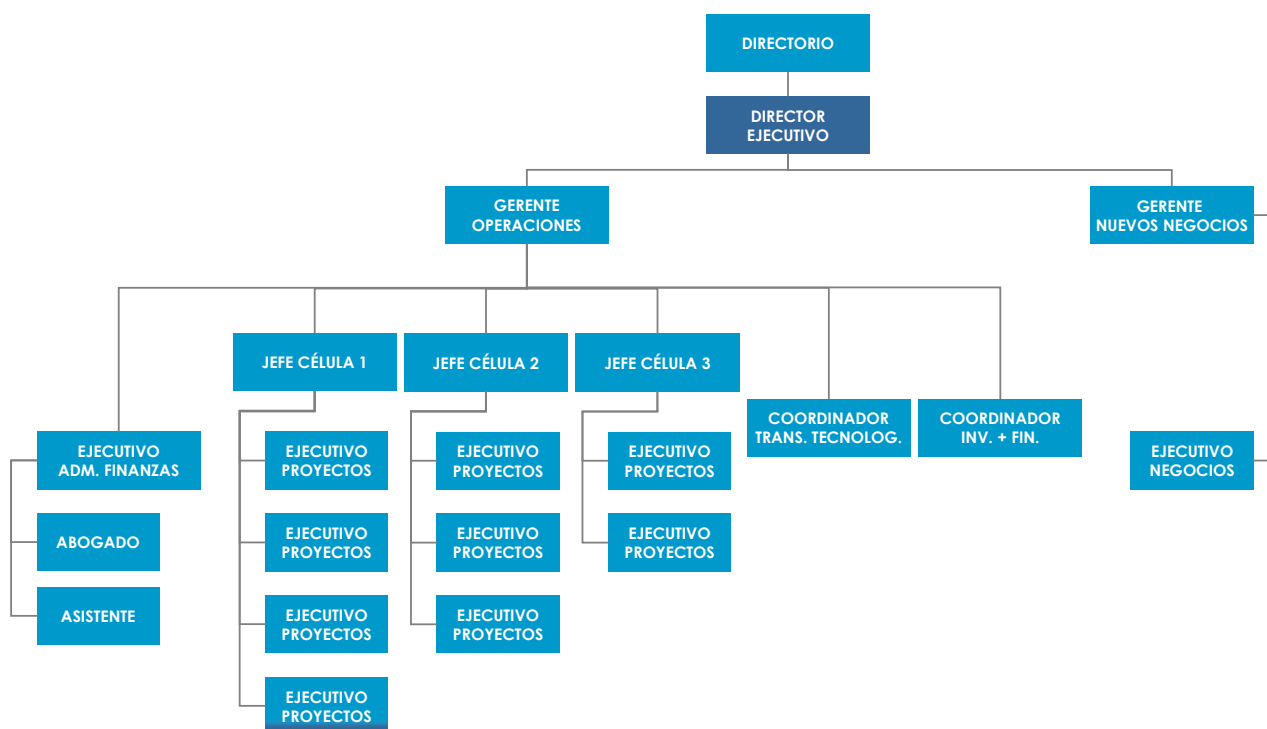 DIRECTORIO
DIRECTOR
EJECUTIVO
GERENTE
OPERACIONES
GERENTE
NUEVOS NEGOCIOS
JEFE CÉLULA 1
JEFE CÉLULA 2
JEFE CÉLULA 3
COORDINADOR
TRANS. TECNOLOG.
COORDINADOR
INV. + FIN.
EJECUTIVO
ADM. FINANZAS
EJECUTIVO
PROYECTOS
EJECUTIVO
PROYECTOS
EJECUTIVO
PROYECTOS
EJECUTIVO
NEGOCIOS
ABOGADO
EJECUTIVO
PROYECTOS
EJECUTIVO
PROYECTOS
EJECUTIVO
PROYECTOS
ASISTENTE
EJECUTIVO
PROYECTOS
EJECUTIVO
PROYECTOS
EJECUTIVO
PROYECTOS